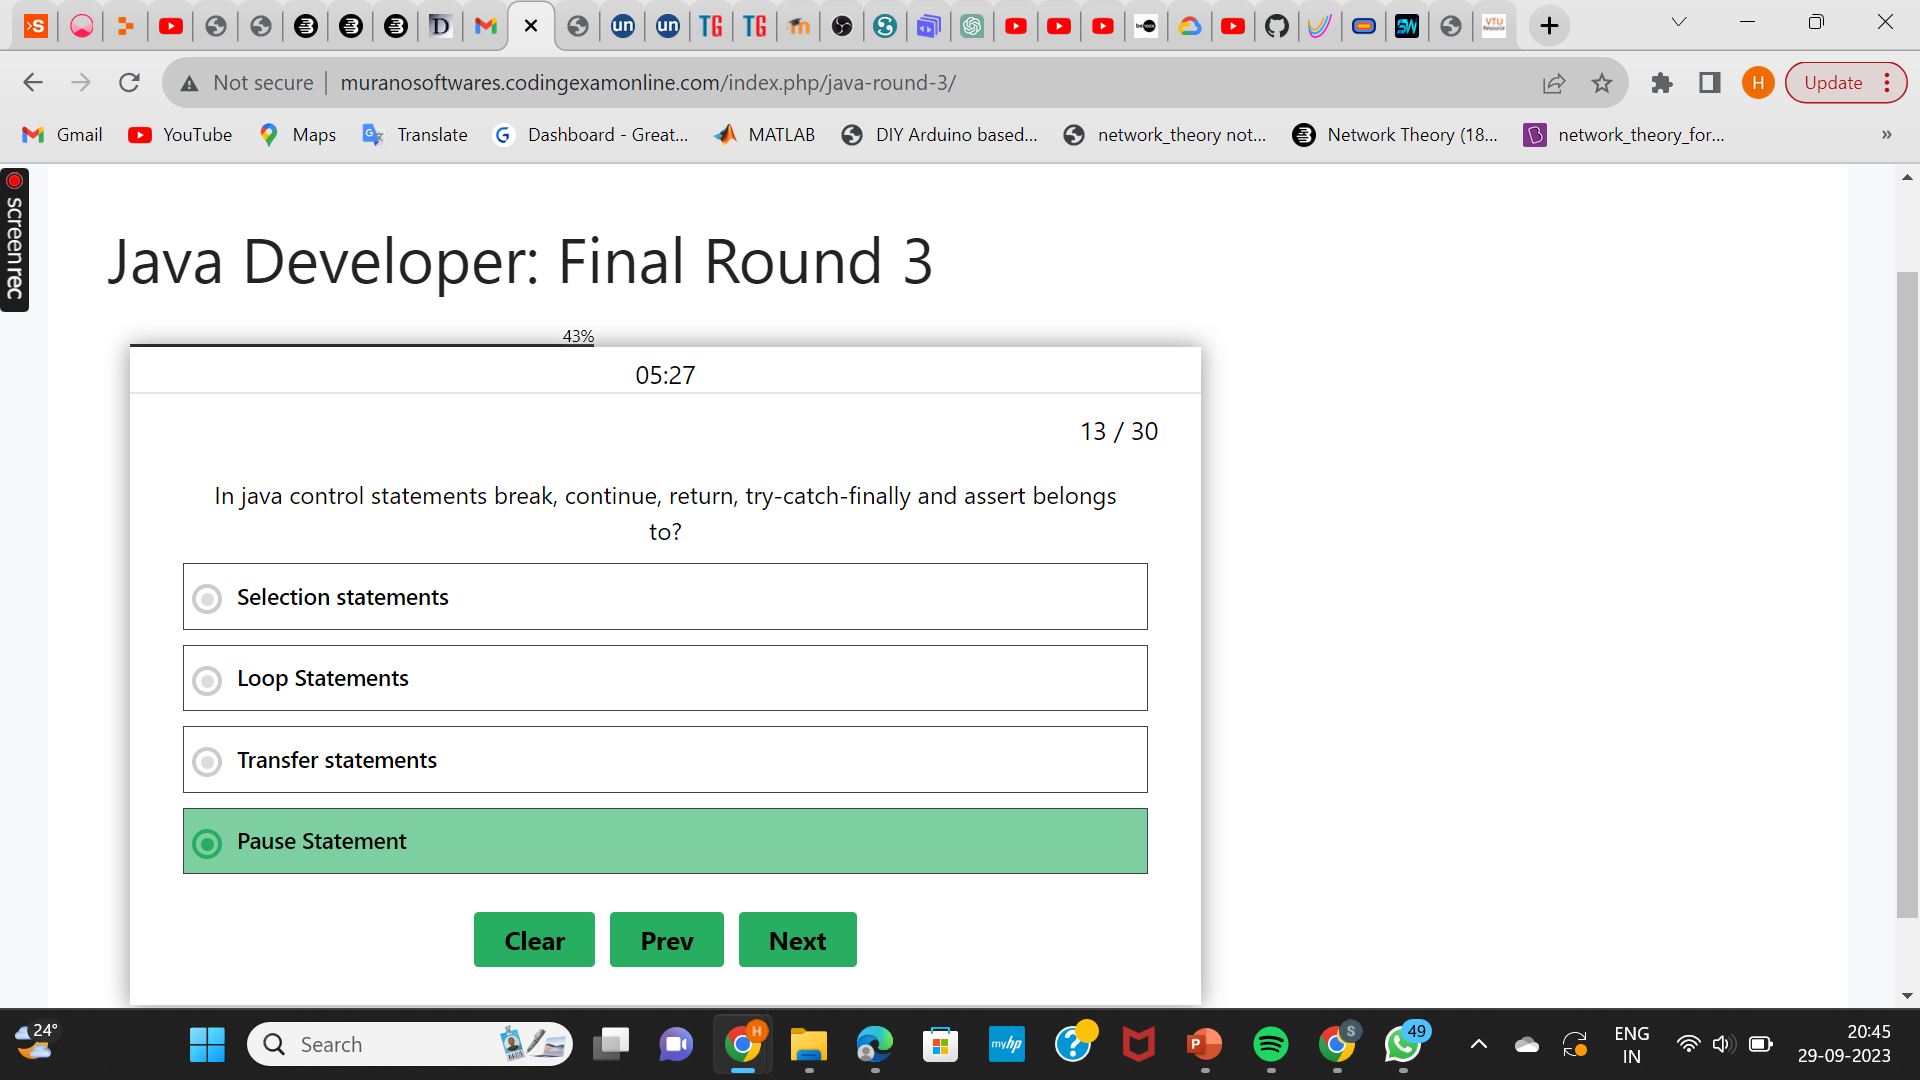 Not secure
muranosoftwares.codingexamonline.com/index.php/java-round-3/
H
Update
Gmail
YouTube
Maps
Translate
Dashboard - Great...
MATLAB
DIY Arduino based...
network_theory not...
Network Theory (18...
network_theory_for...
»
screenrec
Java Developer: Final Round 3
43%
05:27
13 / 30
In java control statements break, continue, return, try-catch-finally and assert belongs
to?
Selection statements
Loop Statements
Transfer statements
Pause Statement
Clear
Prev
Next
24°
Search
H
myhp
P
S
49
ENG
IN
20:45
29-09-2023